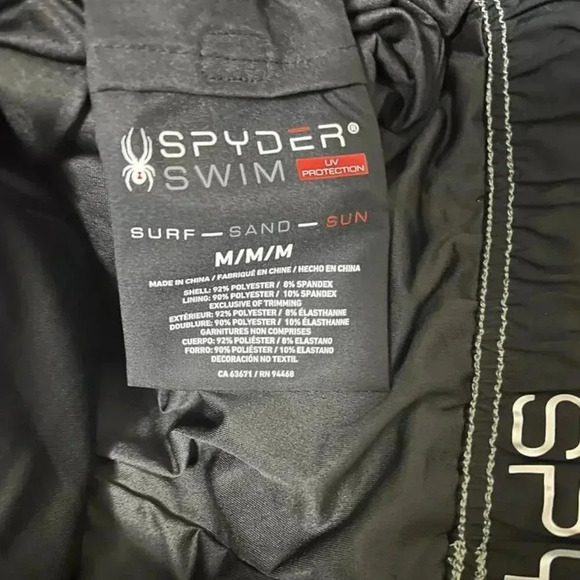 SPYDER®
SWIM UV PROTECTION
SURF — SAND — SUN
M/M/M
MADE IN CHINA / FABRIQUÉ EN CHINE / HECHO EN CHINA
SHELL: 92% POLYESTER / 8% SPANDEX
LINING: 90% POLYESTER / 10% SPANDEX
EXCLUSIVE OF TRIMMING
EXTÉRIEUR: 92% POLYESTER / 8% ÉLASTHANNE
DOUBLURE: 90% POLYESTER / 10% ÉLASTHANNE
GARNITURES NON COMPRISES
CUERPO: 92% POLIÉSTER / 8% ELASTANO
FORRO: 90% POLIÉSTER / 10% ELASTANO
DECORACIÓN NO TEXTIL
CA 63671 / RN 94468
SPY